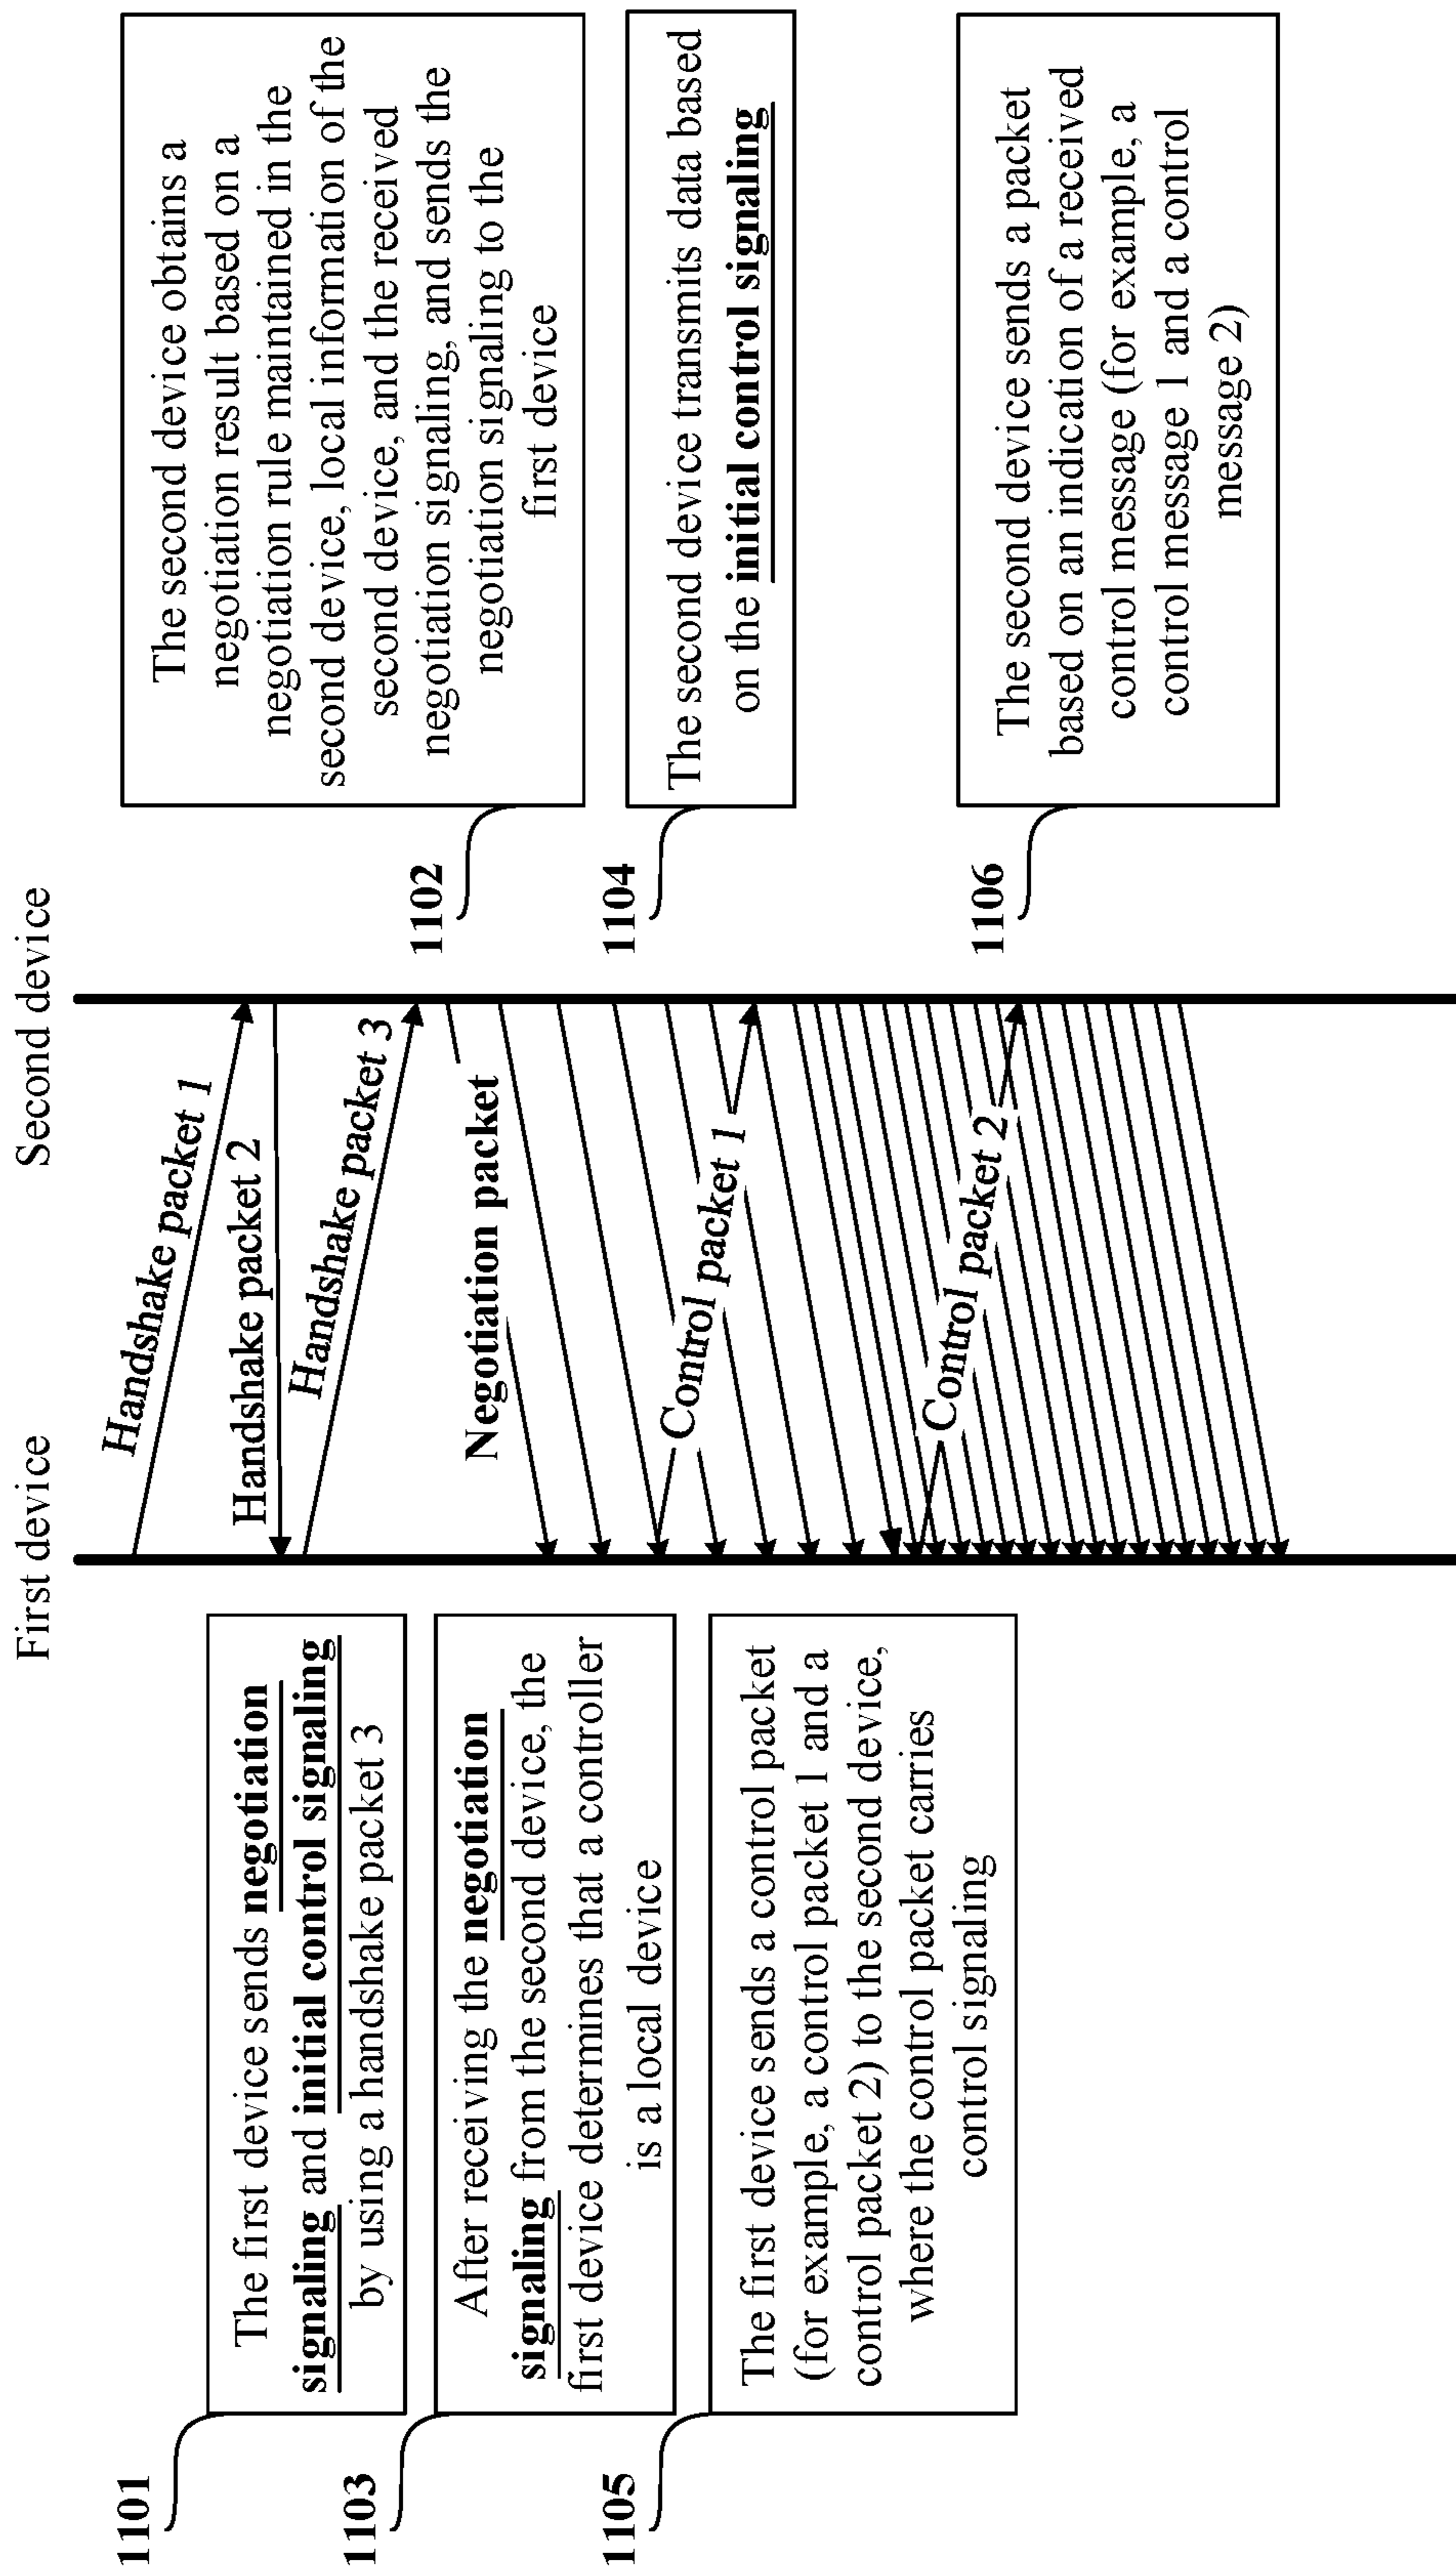 First device
Second device
1101
The first device sends negotiation
signaling and initial control signaling
by using a handshake packet 3
1103
After receiving the negotiation
signaling from the second device, the
first device determines that a controller
is a local device
1105
The first device sends a control packet
(for example, a control packet 1 and a
control packet 2) to the second device,
where the control packet carries
control signaling
Handshake packet 1
Handshake packet 2
Handshake packet 3
Negotiation packet
Control packet 1
Control packet 2
1102
The second device obtains a
negotiation result based on a
negotiation rule maintained in the
second device, local information of the
second device, and the received
negotiation signaling, and sends the
negotiation signaling to the
first device
1104
The second device transmits data based
on the initial control signaling
1106
The second device sends a packet
based on an indication of a received
control message (for example, a
control message 1 and a control
message 2)